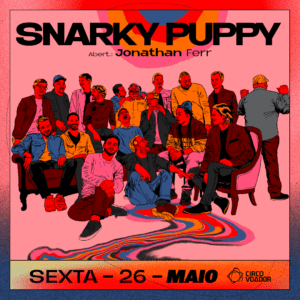 SNARKY PUPPY
Abert.: Jonathan Ferr
SEXTA - 26 - MAIO
CIRCO
VOADOR